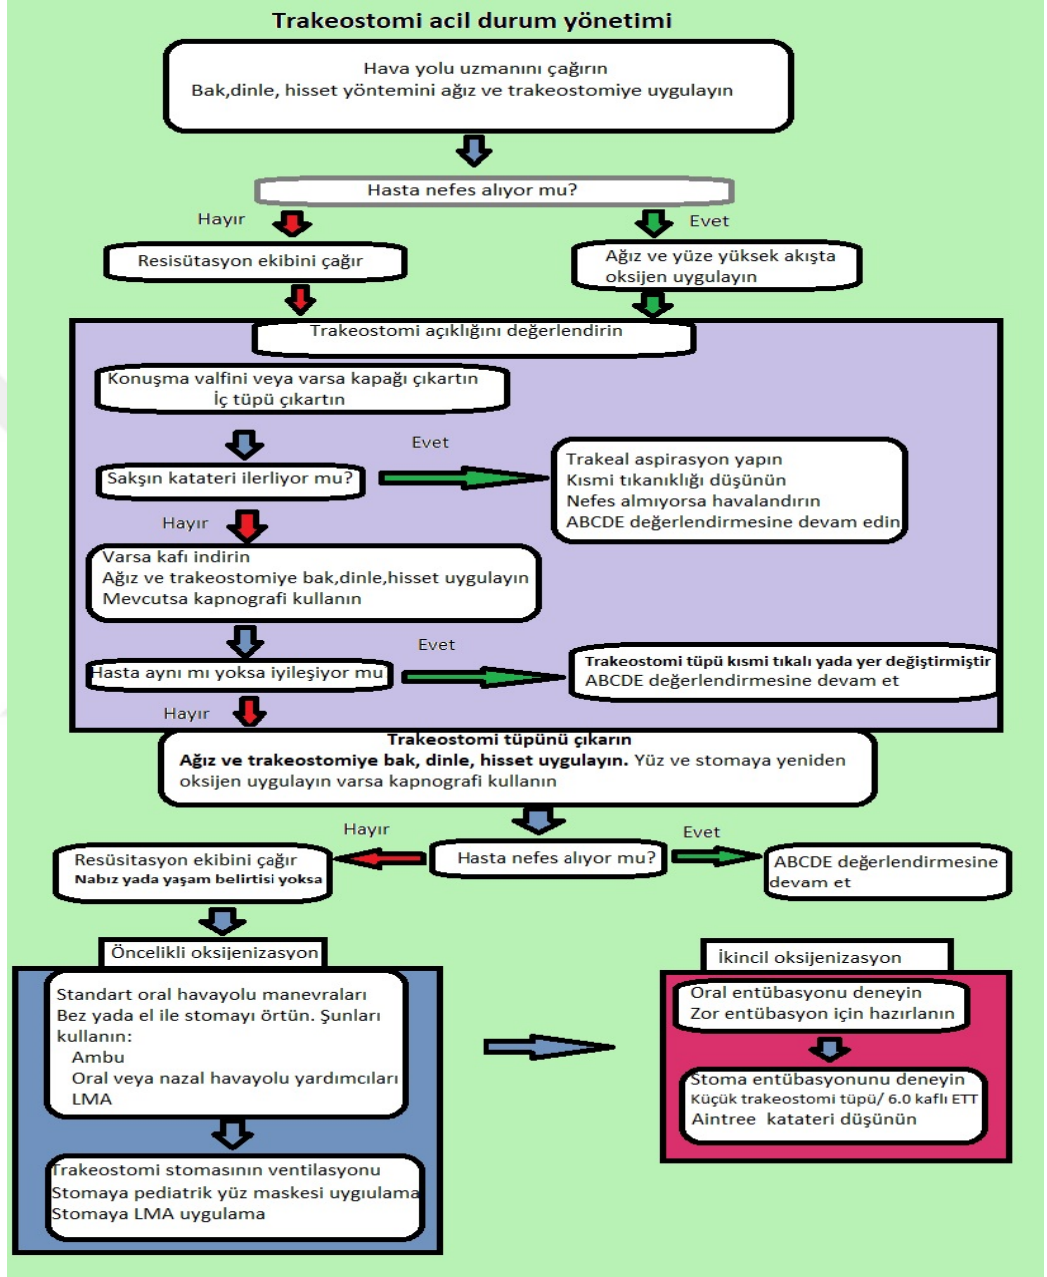 Trakeostomi acil durum yönetimi
Hava yolu uzmanını çağırın
Bak,dinle, hisset yöntemini ağız ve trakeostomiye uygulayın
Hasta nefes alıyor mu?
Hayır
Evet
Resisütasyon ekibini çağır
Ağız ve yüze yüksek akışta
oksijen uygulayın
Trakeostomi açıklığını değerlendirin
Konuşma valfini veya varsa kapağı çıkartın
İç tüpü çıkartın
Evet
Sakşın katateri ilerliyor mu?
Trakeal aspirasyon yapın
Kısmi tıkanıklığı düşünün
Nefes almıyorsa havalandırın
ABCDE değerlendirmesine devam edin
Hayır
Varsa kafı indirin
Ağız ve trakeostomiye bak,dinle,hisset uygulayın
Mevcutsa kapnografi kullanın
Evet
Hasta aynı mı yoksa iyileşiyor mu
Trakeostomi tüpü kısmi tıkalı yada yer değiştirmiştir
ABCDE değerlendirmesine devam et
Hayır
Trakeostomi tüpünü çıkarın
Ağız ve trakeostomiye bak, dinle, hisset uygulayın. Yüz ve stomaya yeniden
oksijen uygulayın varsa kapnografi kullanın
Hayır
Evet
Hasta nefes alıyor mu?
Resüsitasyon ekibini çağır
Nabız yada yaşam belirtisi yoksa
ABCDE değerlendirmesine
devam et
Öncelikli oksijenizasyon
Standart oral havayolu manevraları
Bez yada el ile stomayı örtün. Şunları
kullanın:
Ambu
Oral veya nazal havayolu yardımcıları
LMA
Trakeostomi stomasının ventilasyonu
Stomaya pediatrik yüz maskesi uygıulama
Stomaya LMA uygulama
İkincil oksijenizasyon
Oral entübasyonu deneyin
Zor entübasyon için hazırlanın
Stoma entübasyonunu deneyin
Küçük trakeostomi tüpü/ 6.0 kaflı ETT
Aintree katateri düşünün